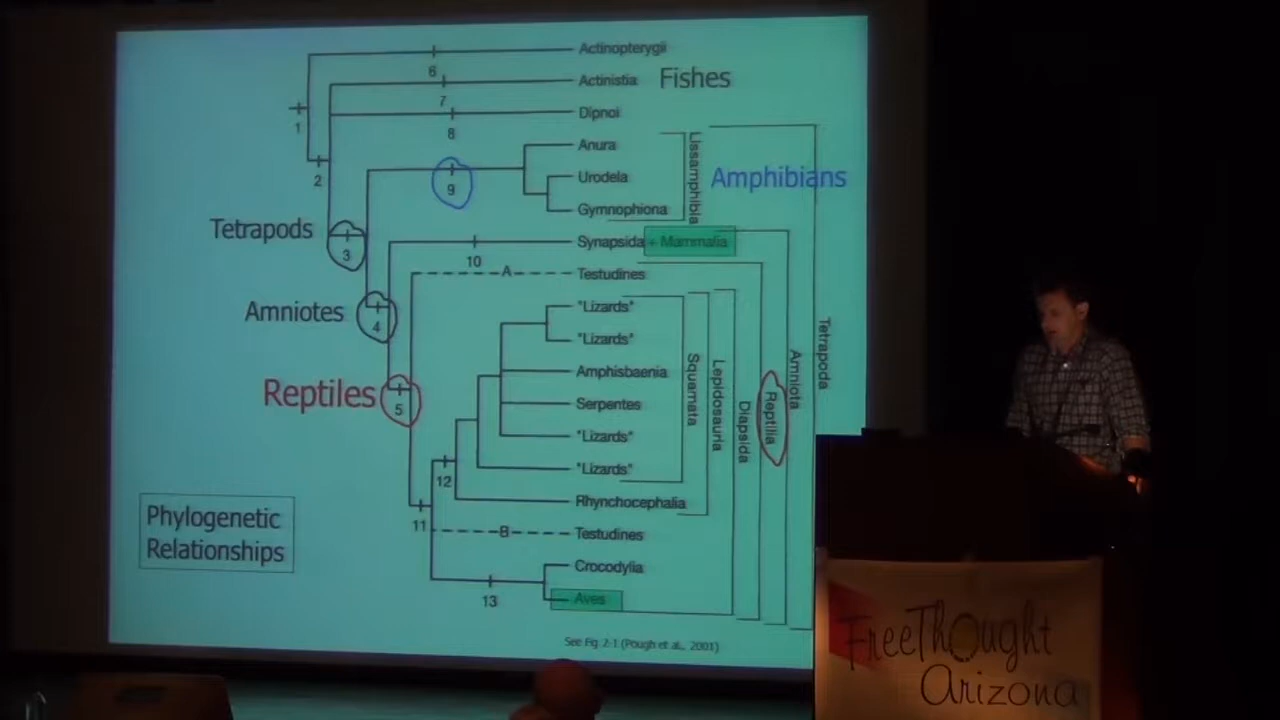 Actinopterygii
6
Actinistia Fishes
7
1
Dipnoi
8
Anura
2
9
Urodela
Lissamphibia
Amphibians
Gymnophiona
Tetrapods
3
Synapsida + Mammalia
10
A
Testudines
Amniotes
4
"Lizards"
"Lizards"
Amphisbaenia
Reptiles
5
Serpentes
"Lizards"
"Lizards"
Squamata
Lepidosauria
Diapsida
Reptilia
Amniota
Tetrapoda
12
Rhynchocephalia
11
B
Testudines
Phylogenetic
Relationships
Crocodylia
13
Aves
See Fig 2-1 (Pough et al., 2001)
FreeThought
Arizona